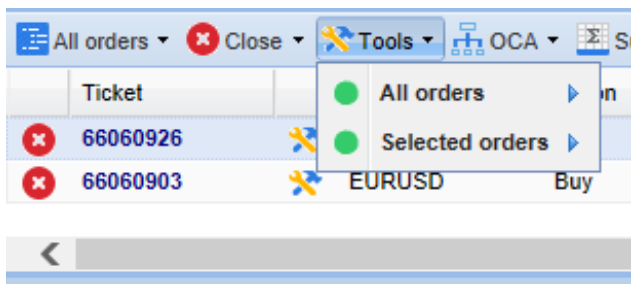 All orders Close Tools OCA
Ticket
All orders
66060926
Selected orders
66060903 EURUSD Buy